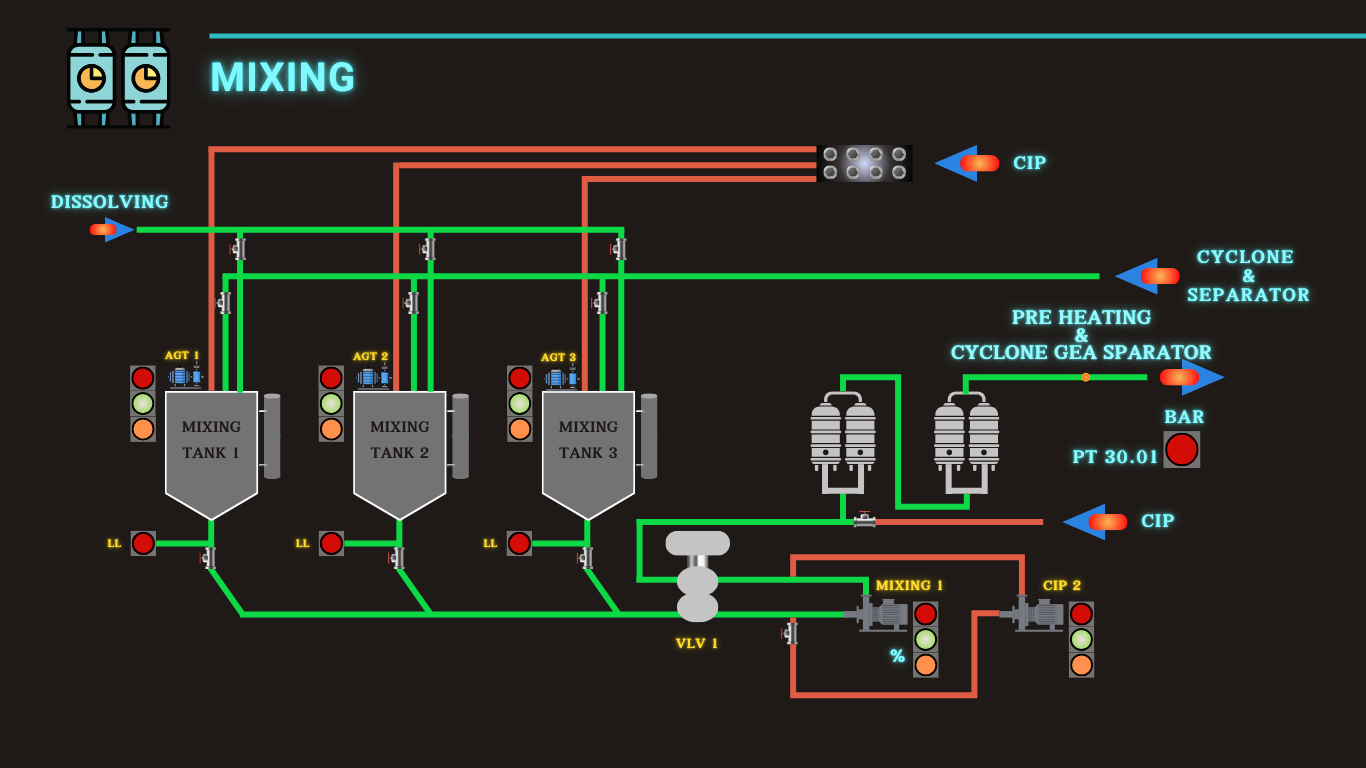 MIXING
CIP
DISSOLVING
CYCLONE
&
SEPARATOR
PRE HEATING
&
CYCLONE GEA SPARATOR
AGT 1
AGT 2
AGT 3
BAR
MIXING
TANK 1
MIXING
TANK 2
MIXING
TANK 3
PT 30.01
CIP
LL
LL
LL
MIXING 1
CIP 2
VLV 1
%